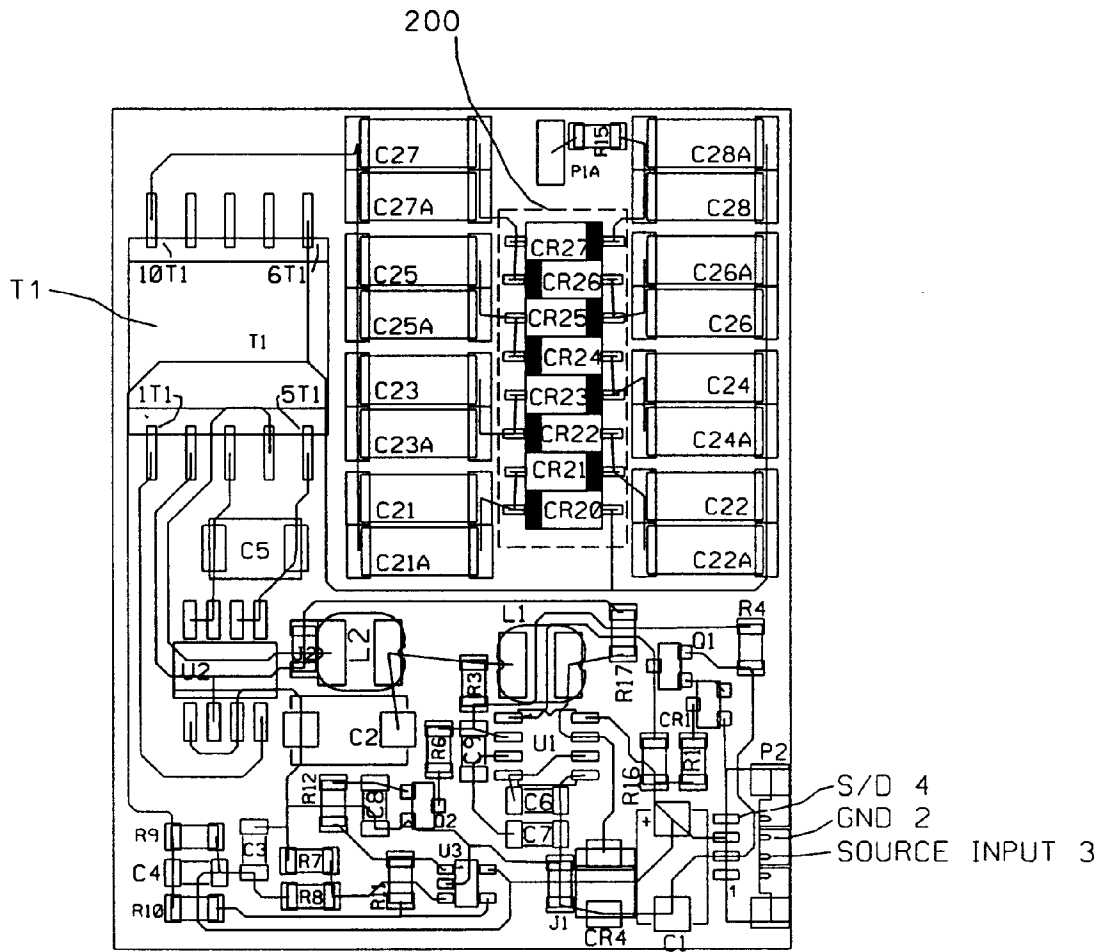 200
C27
R15
C28A
P1A
C27A
C28
CR27
10T1
6T1
C25
CR26
C26A
T1
CR25
C25A
C26
T1
CR24
C23
CR23
C24
1T1
5T1
CR22
C23A
C24A
CR21
C21
CR20
C22
C5
C21A
C22A
L1
R4
J2
L2
Q1
U2
R3
R17
CR1
C2
R6
C9
U1
R16
R1
P2
R12
C8
C6
S/D 4
Q2
C7
+
GND 2
R9
C3
U3
SOURCE INPUT 3
C4
R7
R8
R11
1
R10
J1
CR4
C1